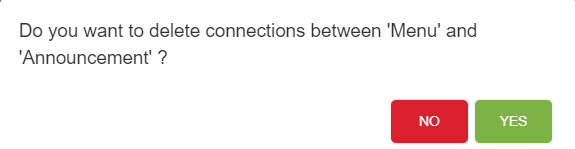 Do you want to delete connections between 'Menu' and
'Announcement' ?
NO YES